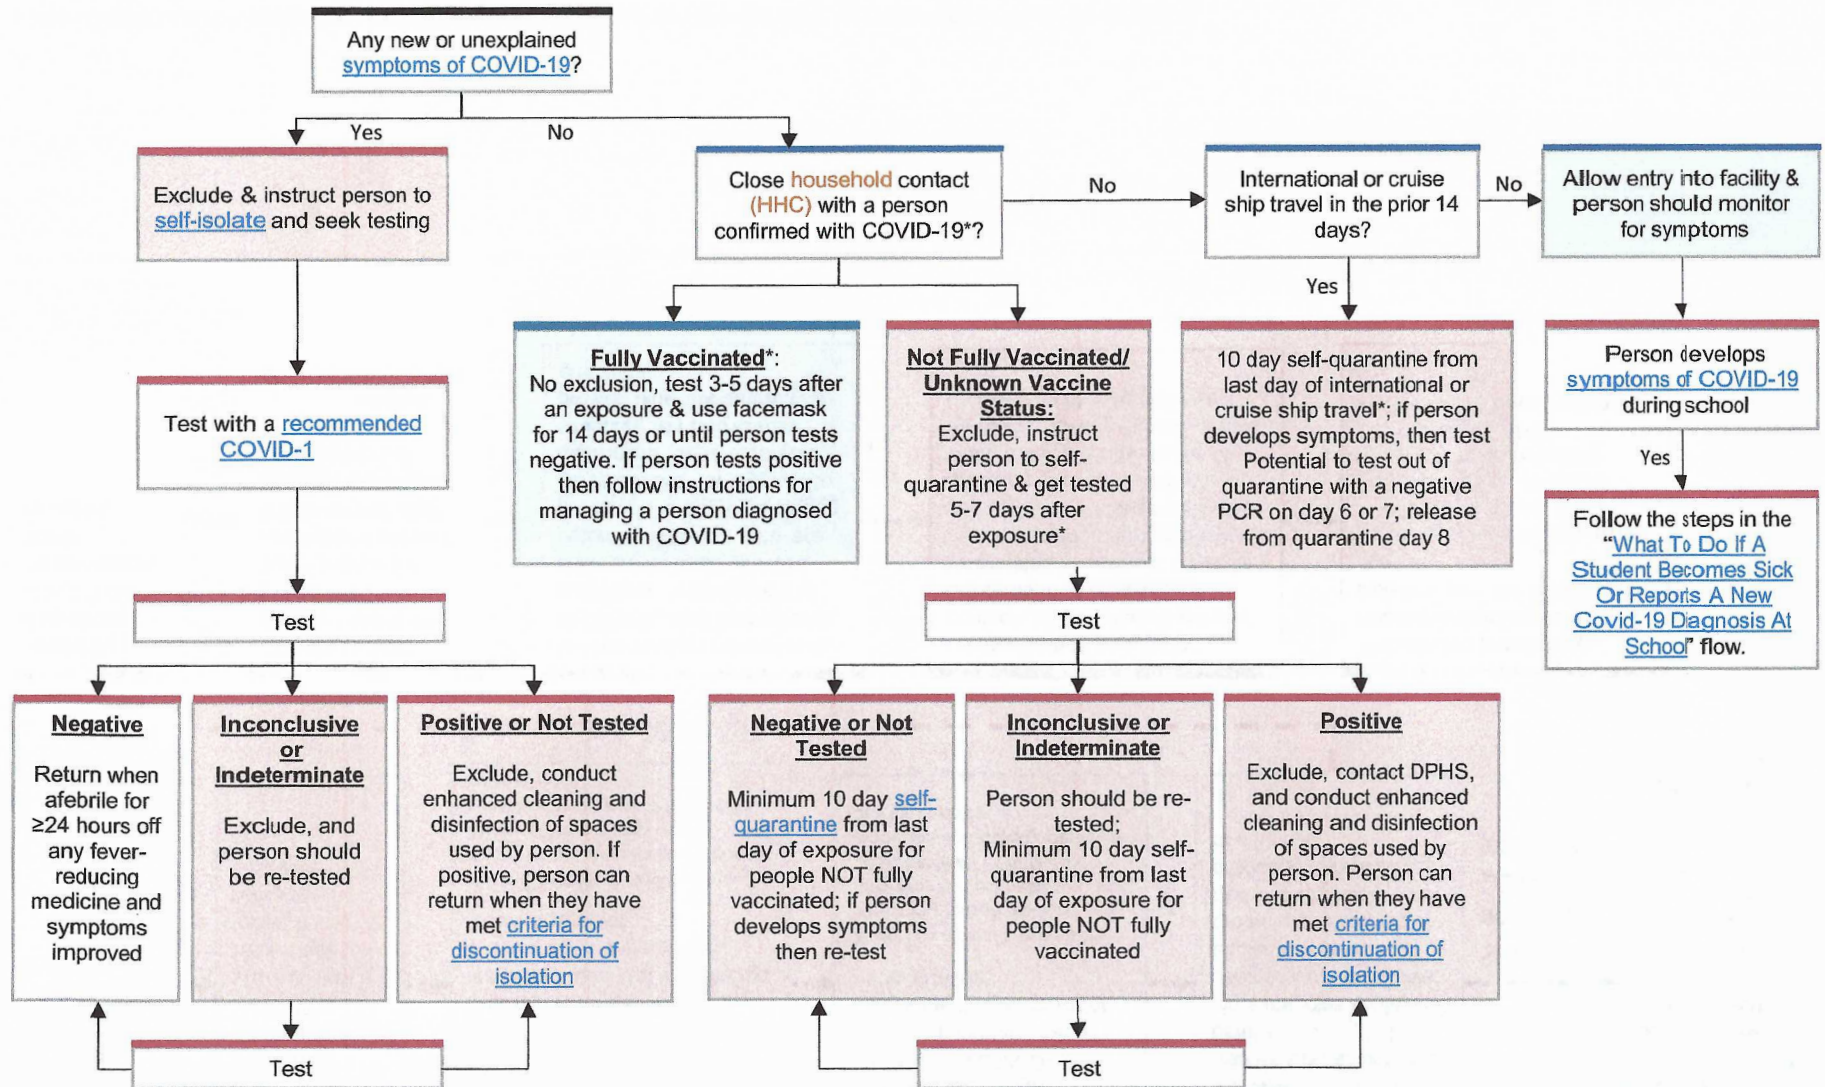 Any new or unexplained
symptoms of COVID-19?
Yes
No
Exclude & instruct person to
self-isolate and seek testing
Close household contact
(HHC) with a person
confirmed with COVID-19*?
No
International or cruise
ship travel in the prior 14
days?
No
Allow entry into facility &
person should monitor
for symptoms
Yes
Test with a recommended
COVID-1
Fully Vaccinated*:
No exclusion, test 3-5 days after
an exposure & use facemask
for 14 days or until person tests
negative. If person tests positive
then follow instructions for
managing a person diagnosed
with COVID-19
Not Fully Vaccinated/
Unknown Vaccine
Status:
Exclude, instruct
person to self-
quarantine & get tested
5-7 days after
exposure*
10 day self-quarantine from
last day of international or
cruise ship travel*; if person
develops symptoms, then test
Potential to test out of
quarantine with a negative
PCR on day 6 or 7; release
from quarantine day 8
Person develops
symptoms of COVID-19
during school
Yes
Follow the steps in the
“What To Do If A
Student Becomes Sick
Or Reports A New
Covid-19 Diagnosis At
School” flow.
Test
Test
Negative
Return when
afebrile for
≥24 hours off
any fever-
reducing
medicine and
symptoms
improved
Inconclusive
or
Indeterminate
Exclude, and
person should
be re-tested
Positive or Not Tested
Exclude, conduct
enhanced cleaning and
disinfection of spaces
used by person. If
positive, person can
return when they have
met criteria for
discontinuation of
isolation
Negative or Not
Tested
Minimum 10 day self-
quarantine from last
day of exposure for
people NOT fully
vaccinated; if person
develops symptoms
then re-test
Inconclusive or
Indeterminate
Person should be re-
tested;
Minimum 10 day self-
quarantine from last
day of exposure for
people NOT fully
vaccinated
Positive
Exclude, contact DPHS,
and conduct enhanced
cleaning and disinfection
of spaces used by
person. Person can
return when they have
met criteria for
discontinuation of
isolation
Test
Test